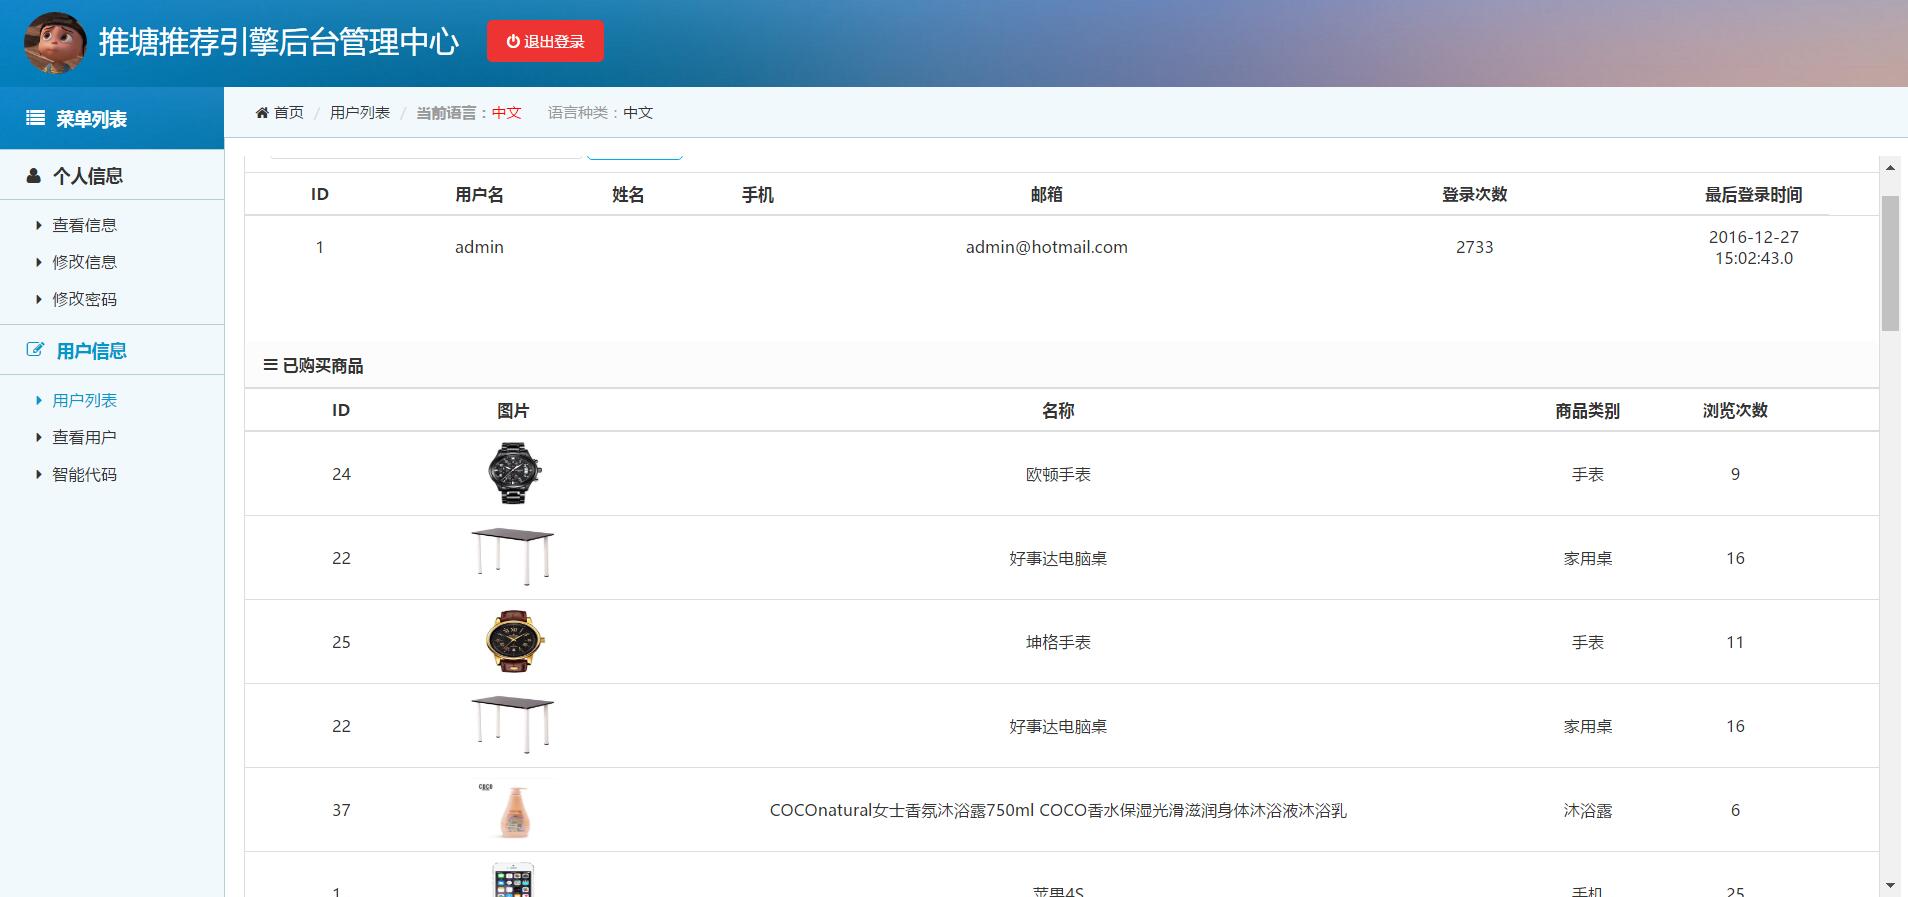 推塘推荐引擎后台管理中心 退出登录
菜单列表
首页 / 用户列表 / 当前语言：中文 语言种类：中文
个人信息
查看信息
修改信息
修改密码
用户信息
用户列表
查看用户
智能代码
ID 用户名 姓名 手机 邮箱 登录次数 最后登录时间
1 admin admin@hotmail.com 2733 2016-12-27
15:02:43.0
已购买商品
ID 图片 名称 商品类别 浏览次数
24 欧顿手表 手表 9
22 好事达电脑桌 家用桌 16
25 坤格手表 手表 11
22 好事达电脑桌 家用桌 16
COCO
37 COCOnatural女士香氛沐浴露750ml COCO香水保湿光滑滋润身体沐浴液沐浴乳 沐浴露 6
1 苹果4S 手机 25